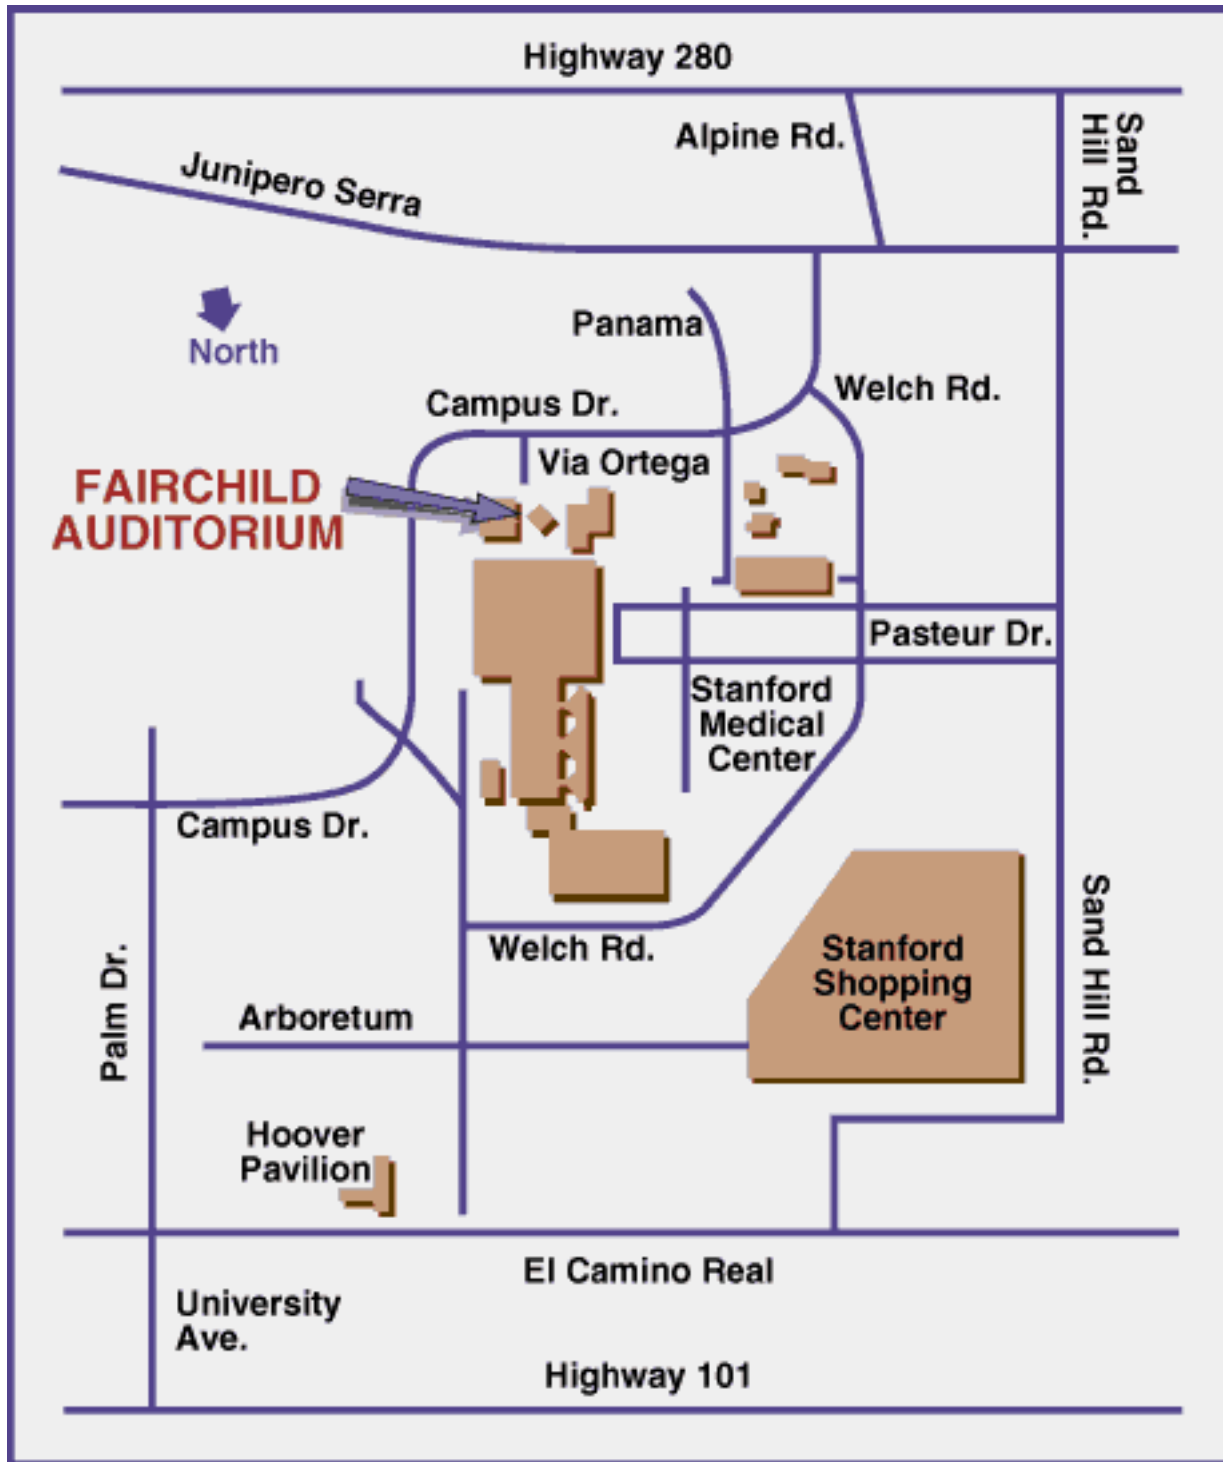 Highway 280
Alpine Rd.
Sand
Hill Rd.
Junipero Serra
North
Panama
Welch Rd.
Campus Dr.
Via Ortega
FAIRCHILD
AUDITORIUM
Pasteur Dr.
Stanford
Medical
Center
Campus Dr.
Palm Dr.
Welch Rd.
Stanford
Shopping
Center
Sand Hill Rd.
Arboretum
Hoover
Pavilion
El Camino Real
University
Ave.
Highway 101